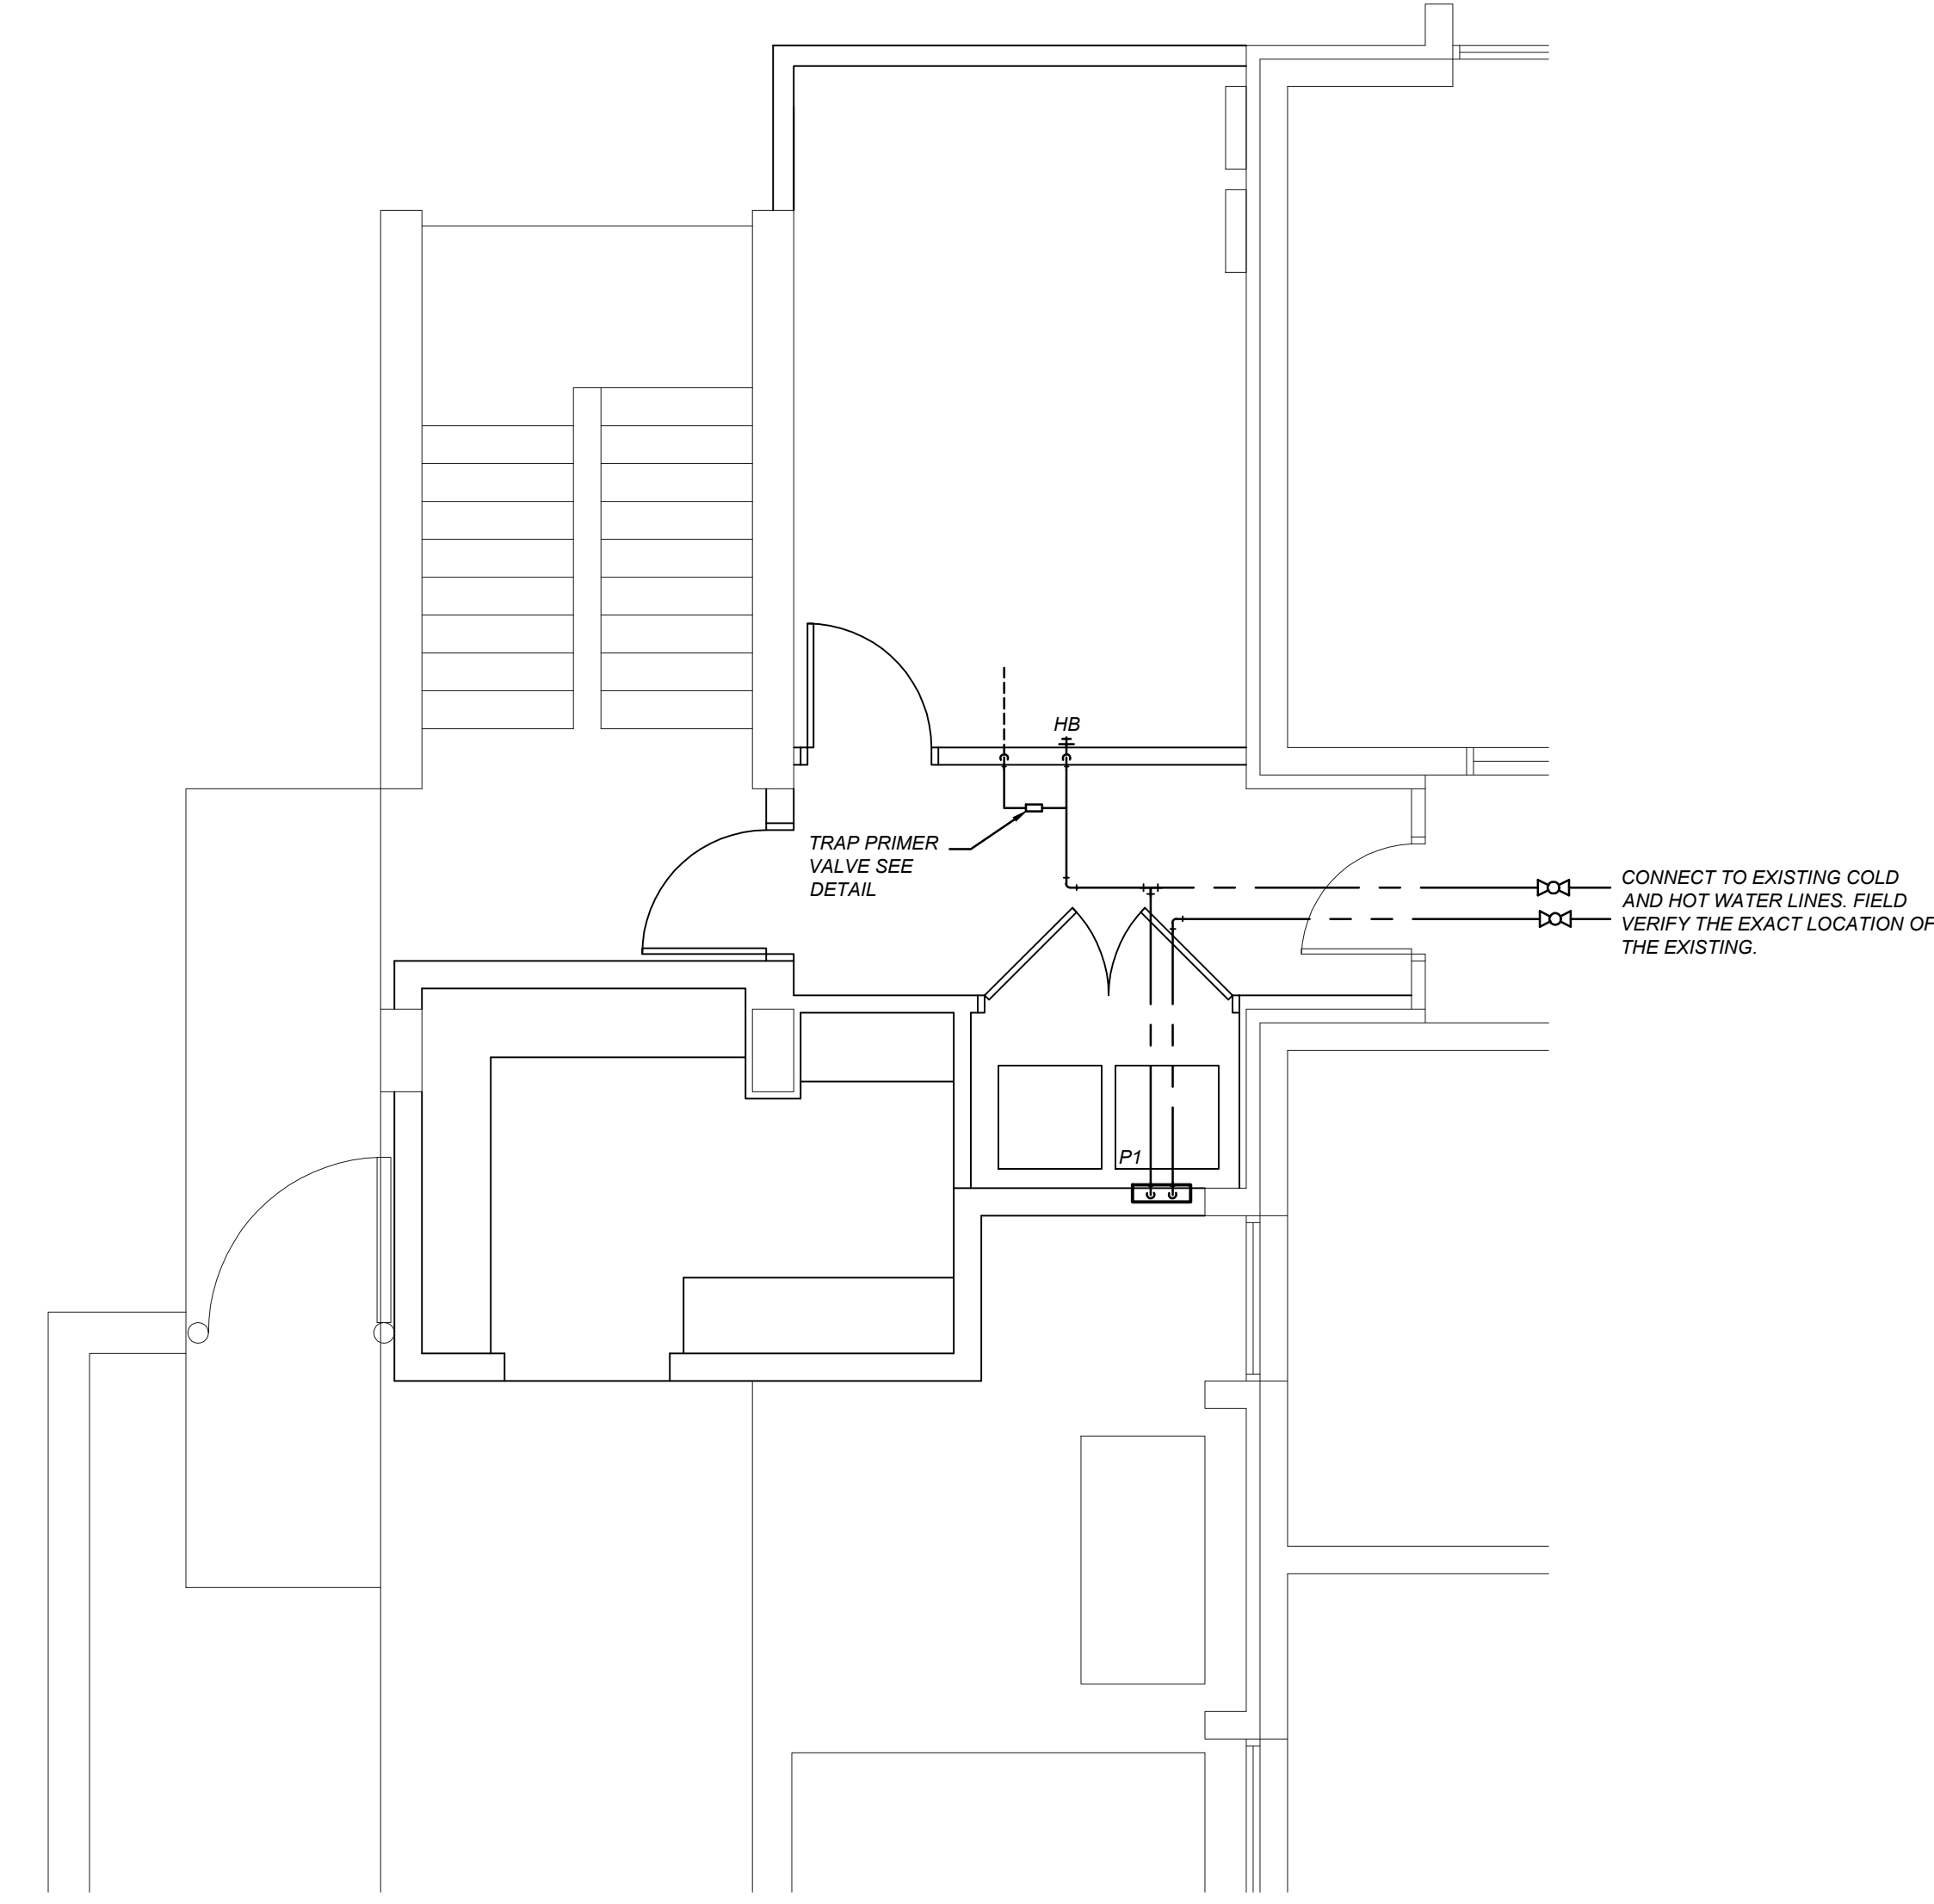 HB
TRAP PRIMER
VALVE SEE
DETAIL
CONNECT TO EXISTING COLD
AND HOT WATER LINES. FIELD
VERIFY THE EXACT LOCATION OF
THE EXISTING.
P1